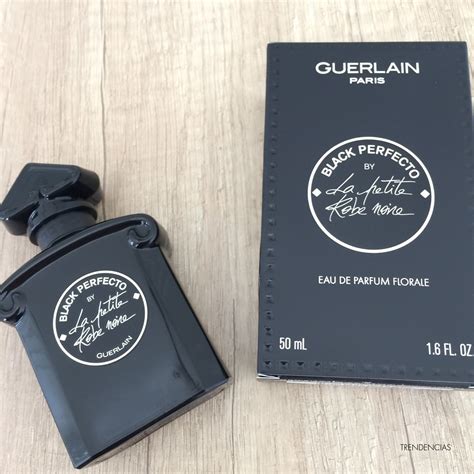 BLACK PERFECTO
BY
La petite
Robe noire
GUERLAIN
GUERLAIN
PARIS
BLACK PERFECTO
BY
La petite
Robe noire
EAU DE PARFUM FLORALE
50 mL
1.6 FL. OZ
TRENDENCIAS